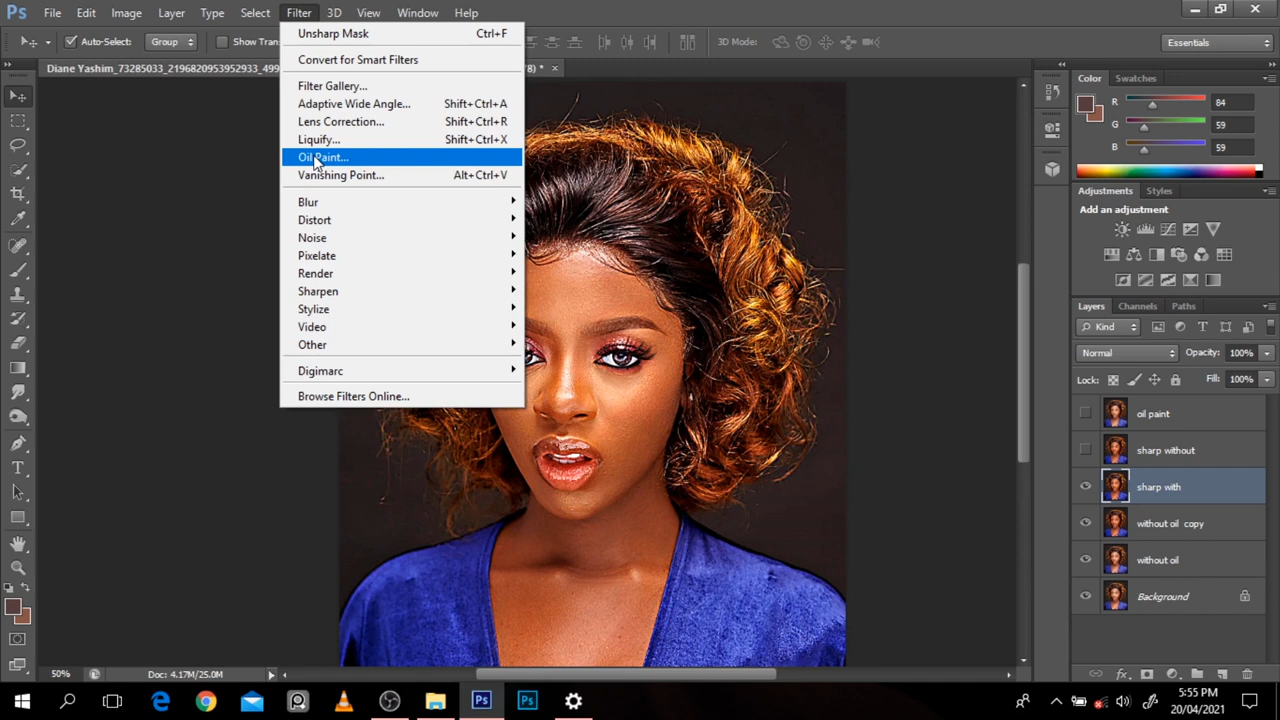 Ps File Edit Image Layer Type Select Filter 3D View Window Help
Auto-Select: Group Show Tran 3D Mode: Essentials
Diane Yashim_73285033_2196820953952933_499 8) *
Unsharp Mask Ctrl+F
Convert for Smart Filters
Filter Gallery...
Adaptive Wide Angle... Shift+Ctrl+A
Lens Correction... Shift+Ctrl+R
Liquify... Shift+Ctrl+X
Oil Paint...
Vanishing Point... Alt+Ctrl+V
Blur
Distort
Noise
Pixelate
Render
Sharpen
Stylize
Video
Other
Digimarc
Browse Filters Online...
Color Swatches
R 84
G 59
B 59
Adjustments Styles
Add an adjustment
Layers Channels Paths
Kind
Normal Opacity: 100%
Lock: Fill: 100%
oil paint
sharp without
sharp with
without oil copy
without oil
Background
50% Doc: 4.17M/25.0M
5:55 PM
20/04/2021